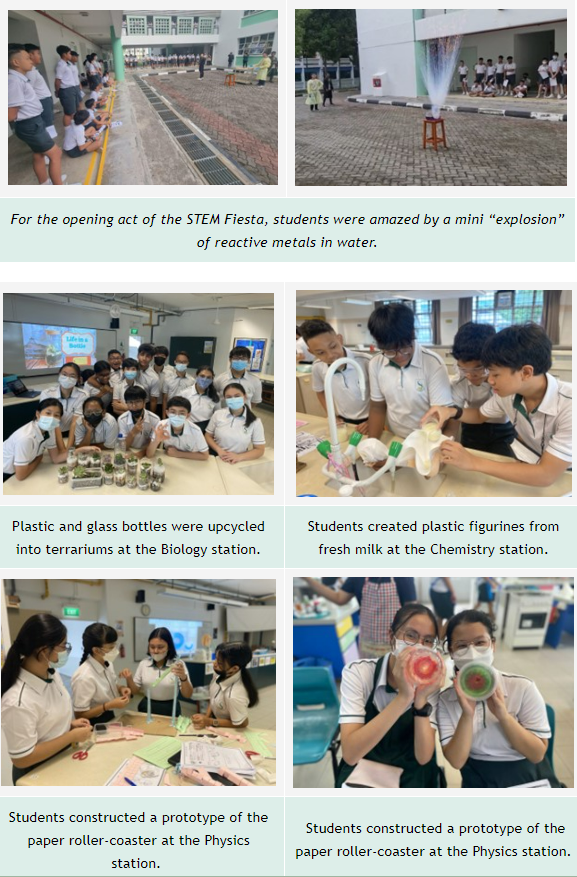 For the opening act of the STEM Fiesta, students were amazed by a mini “explosion”
of reactive metals in water.
Life in a
Bottle
Plastic and glass bottles were upcycled
into terrariums at the Biology station.
Students created plastic figurines from
fresh milk at the Chemistry station.
Students constructed a prototype of the
paper roller-coaster at the Physics
station.
Students constructed a prototype of the
paper roller-coaster at the Physics station.